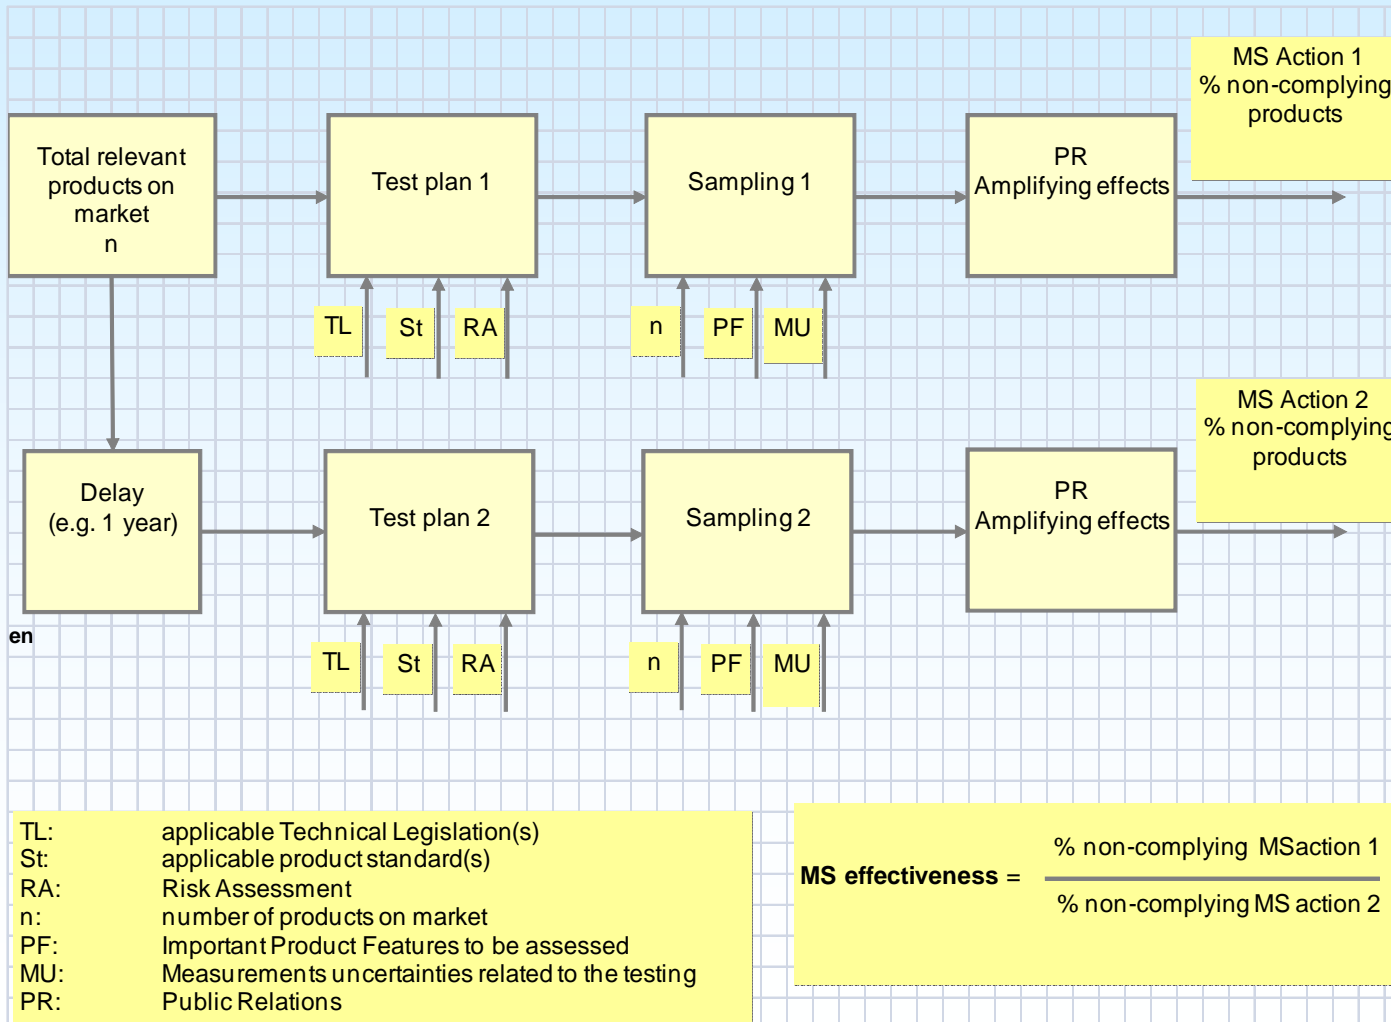 MS Action 1
% non-complying
products
Total relevant
products on
market
n
Test plan 1
Sampling 1
PR
Amplifying effects
TL
St
RA
n
PF
MU
MS Action 2
% non-complying
products
Delay
(e.g. 1 year)
Test plan 2
Sampling 2
PR
Amplifying effects
en
TL
St
RA
n
PF
MU
TL: applicable Technical Legislation(s)
St: applicable product standard(s)
RA: Risk Assessment
n: number of products on market
PF: Important Product Features to be assessed
MU: Measurements uncertainties related to the testing
PR: Public Relations
% non-complying MSaction 1
MS effectiveness =
% non-complying MS action 2